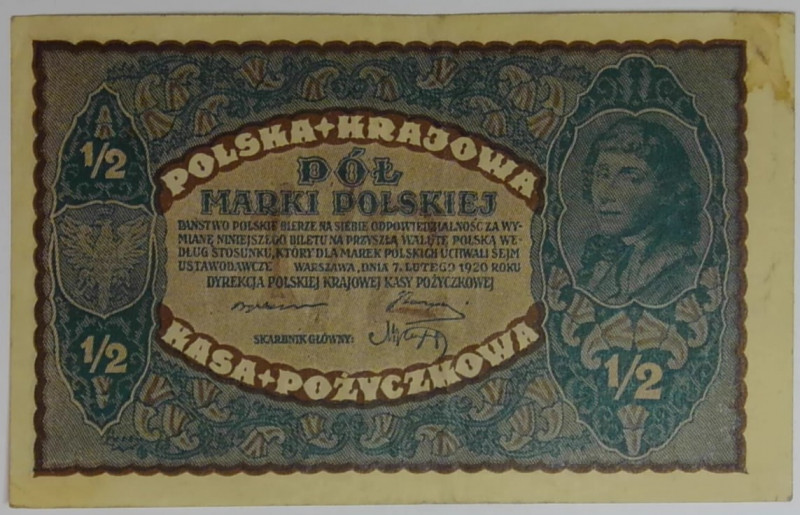 POLSKA KRAJOWA
1/2
PÓŁ
MARKI POLSKIEJ
PAŃSTWO POLSKIE BIERZE NA SIEBIE ODPOWIEDZIALNOŚĆ ZA WY-
MIANĘ NINIEJSZEGO BILETU NA PRZYSZŁĄ WALUTĘ POLSKĄ WE-
DŁUG STOSUNKU, KTÓRY DLA MAREK POLSKICH UCHWALI SEJM
USTAWODAWCZY. WARSZAWA, DNIA 7. LUTEGO 1920 ROKU
DYREKCJA POLSKIEJ KRAJOWEJ KASY POŻYCZKOWEJ
SKARBNIK GŁÓWNY:
1/2
1/2
KASA POŻYCZKOWA